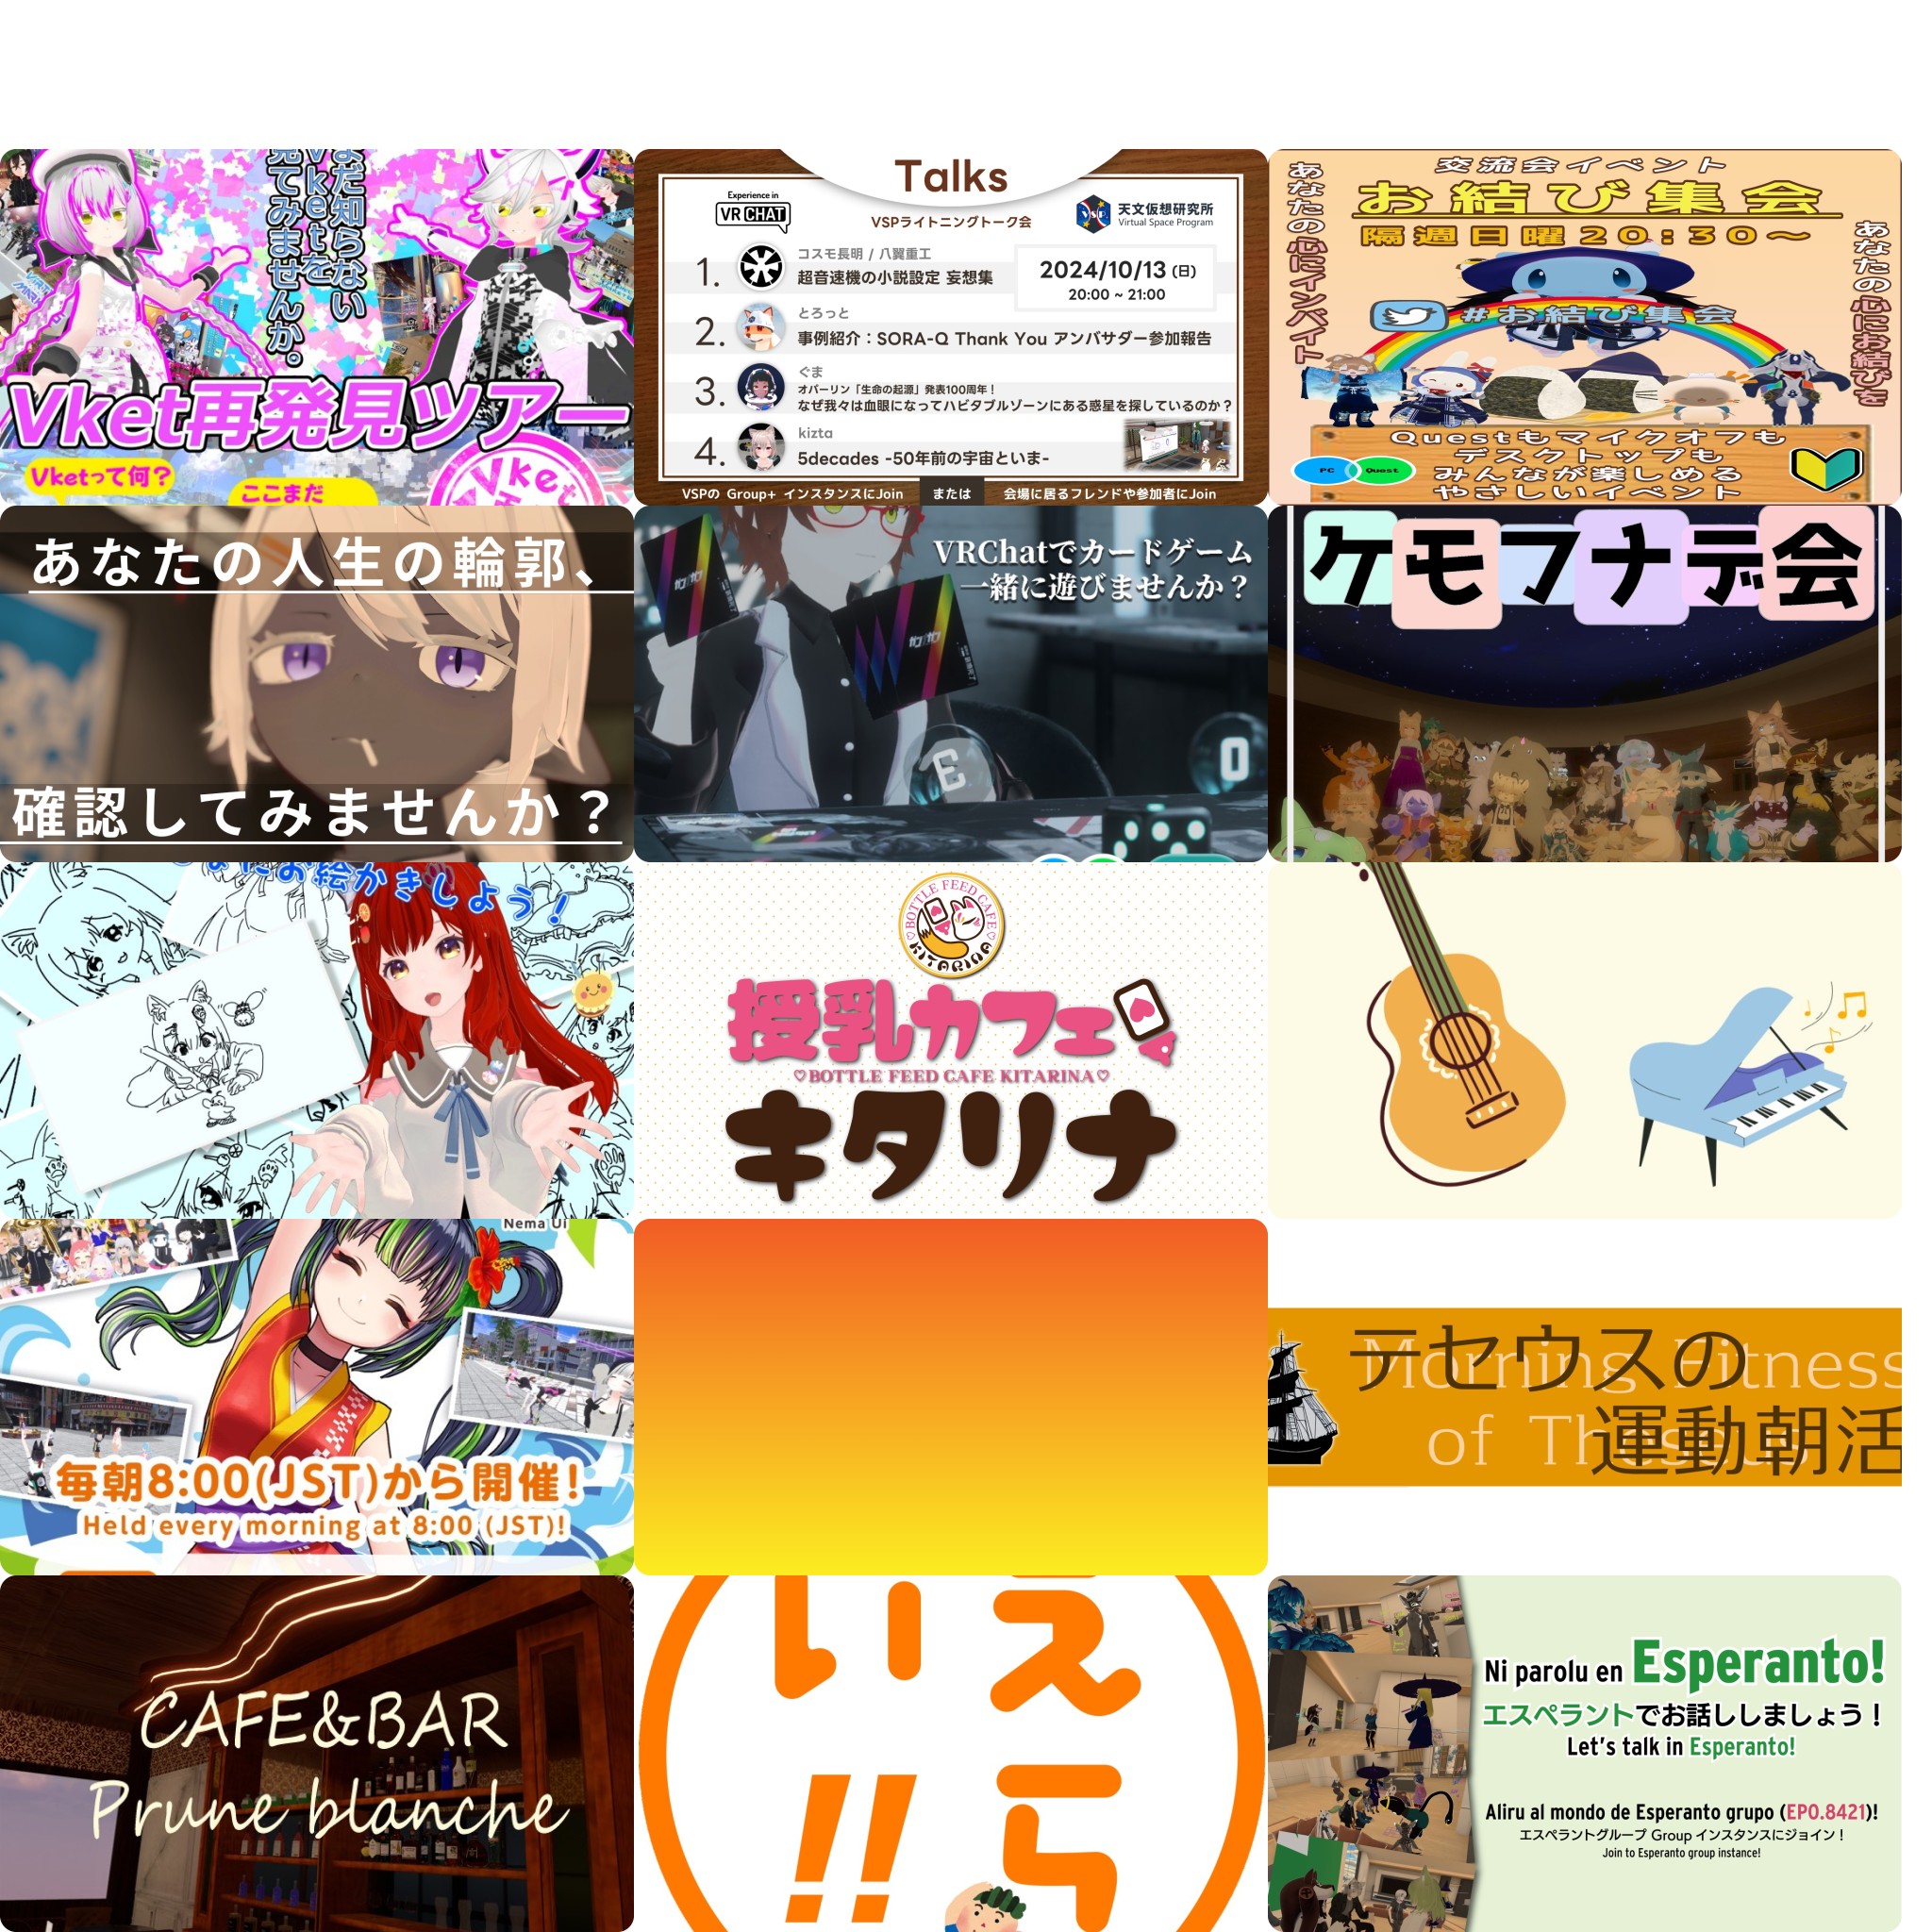 まだ知らない
Vketを
見てみませんか。
Vket再発見ツアー
Vketって何？
ここまだ
Vket
Talks
Experience in
VR CHAT
VSPライトニングトーク会
VSP
天文仮想研究所
Virtual Space Program
1.
コスモ長明 / 八翼重工
超音速機の小説設定 妄想集
2024/10/13 (日)
20:00 ~ 21:00
2.
とろっと
事例紹介：SORA-Q Thank You アンバサダー参加報告
3.
ぐま
オパーリン「生命の起源」発表100周年！
なぜ我々は血眼になってハビタブルゾーンにある惑星を探しているのか？
4.
kizta
5decades -50年前の宇宙といま-
VSPの Group+ インスタンスにJoin
または
会場に居るフレンドや参加者にJoin
交流会イベント
お結び集会
隔週日曜20:30～
あなたの心にインバイト
あなたの心にお結びを
#お結び集会
Questもマイクオフも
デスクトップも
みんなが楽しめる
やさしいイベント
PC
Quest
あなたの人生の輪郭、
確認してみませんか？
VRChatでカードゲーム
一緒に遊びませんか？
ケモフナデ会
お絵かきしよう！
BOTTLE FEED CAFE
KITARINA
授乳カフェ
♡BOTTLE FEED CAFE KITARINA♡
キタリナ
Nema Ui
毎朝8:00(JST)から開催！
Held every morning at 8:00 (JST)!
テセウスの
運動朝活
Morning Fitness
of Theseus
CAFE&BAR
Prune blanche
えら
い!!
Ni parolu en Esperanto!
エスペラントでお話ししましょう！
Let's talk in Esperanto!
Aliru al mondo de Esperanto grupo (EPO.8421)!
エスペラントグループ Group インスタンスにジョイン！
Join to Esperanto group instance!